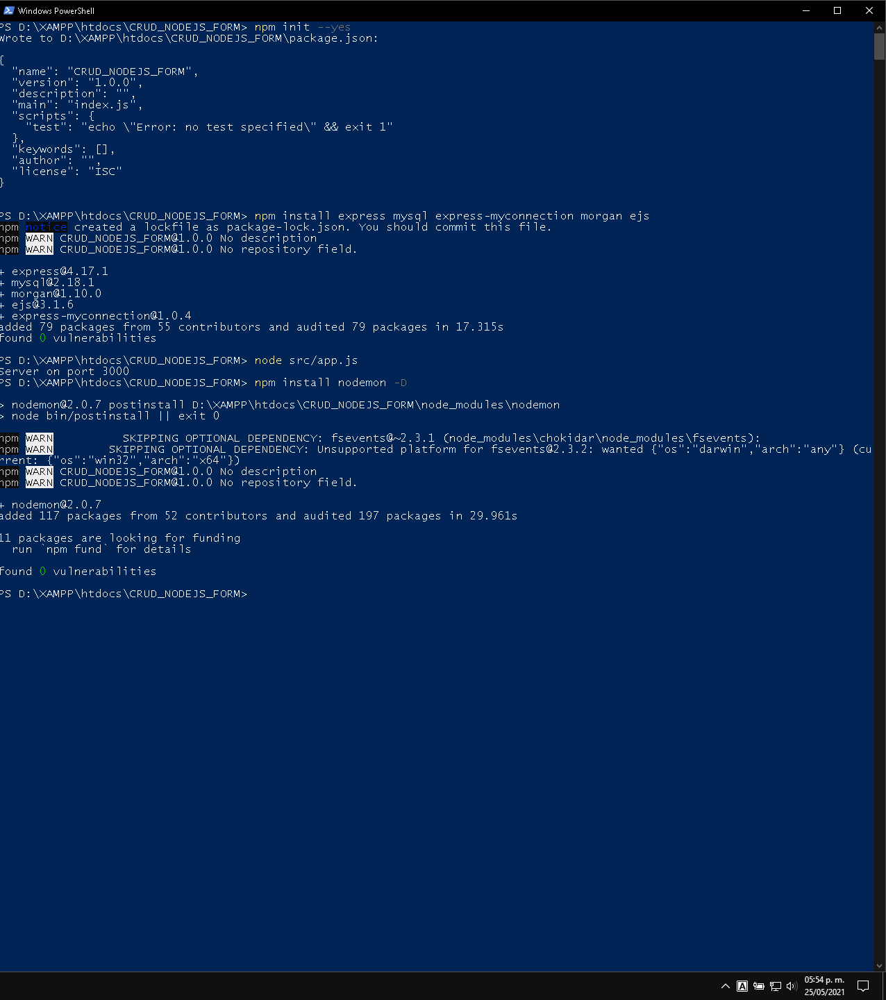 Windows PowerShell
PS D:\XAMPP\htdocs\CRUD_NODEJS_FORM> npm init --yes
Wrote to D:\XAMPP\htdocs\CRUD_NODEJS_FORM\package.json:
{
  "name": "CRUD_NODEJS_FORM",
  "version": "1.0.0",
  "description": "",
  "main": "index.js",
  "scripts": {
    "test": "echo \"Error: no test specified\" && exit 1"
  },
  "keywords": [],
  "author": "",
  "license": "ISC"
}
PS D:\XAMPP\htdocs\CRUD_NODEJS_FORM> npm install express mysql express-myconnection morgan ejs
npm notice created a lockfile as package-lock.json. You should commit this file.
npm WARN CRUD_NODEJS_FORM@1.0.0 No description
npm WARN CRUD_NODEJS_FORM@1.0.0 No repository field.
+ express@4.17.1
+ mysql@2.18.1
+ morgan@1.10.0
+ ejs@3.1.6
+ express-myconnection@1.0.4
added 79 packages from 55 contributors and audited 79 packages in 17.315s
found 0 vulnerabilities
PS D:\XAMPP\htdocs\CRUD_NODEJS_FORM> node src/app.js
Server on port 3000
PS D:\XAMPP\htdocs\CRUD_NODEJS_FORM> npm install nodemon -D
> nodemon@2.0.7 postinstall D:\XAMPP\htdocs\CRUD_NODEJS_FORM\node_modules\nodemon
> node bin/postinstall || exit 0
npm WARN SKIPPING OPTIONAL DEPENDENCY: fsevents@~2.3.1 (node_modules\chokidar\node_modules\fsevents):
npm WARN SKIPPING OPTIONAL DEPENDENCY: Unsupported platform for fsevents@2.3.2: wanted {"os":"darwin","arch":"any"} (cu
rrent: {"os":"win32","arch":"x64"})
npm WARN CRUD_NODEJS_FORM@1.0.0 No description
npm WARN CRUD_NODEJS_FORM@1.0.0 No repository field.
+ nodemon@2.0.7
added 117 packages from 52 contributors and audited 197 packages in 29.961s
11 packages are looking for funding
  run `npm fund` for details
found 0 vulnerabilities
PS D:\XAMPP\htdocs\CRUD_NODEJS_FORM>
A
05:54 p. m.
25/05/2021